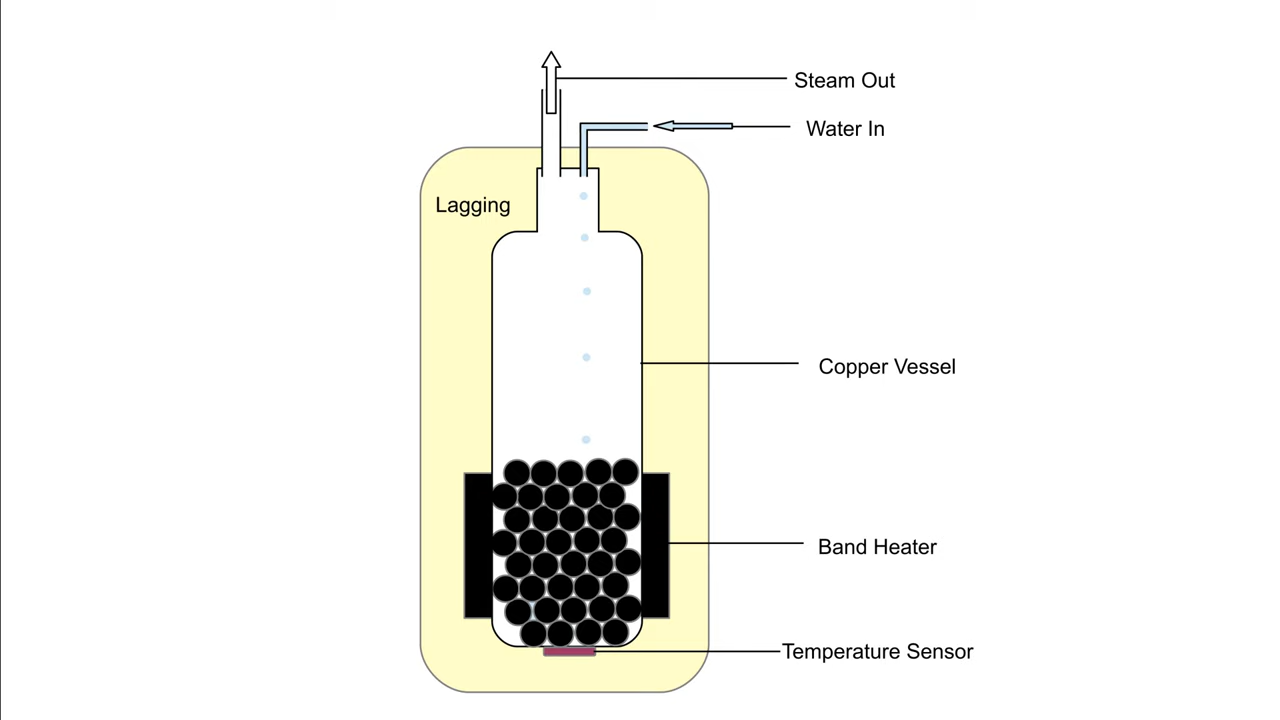 Steam Out
Water In
Lagging
Copper Vessel
Band Heater
Temperature Sensor